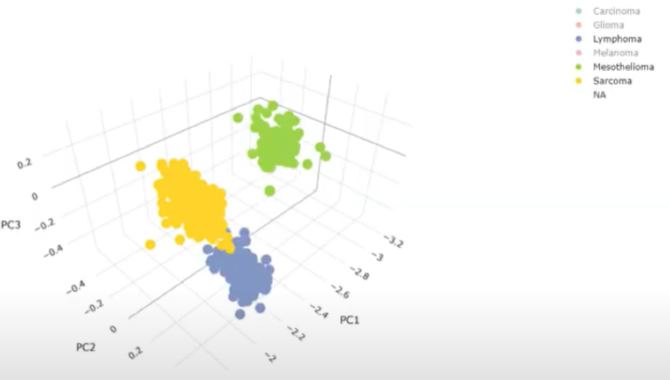 Carcinoma
Glioma
Lymphoma
Melanoma
Mesothelioma
Sarcoma
NA
0.2
0
−0.2
−0.4
PC3
−0.4
−0.2
0
0.2
PC2
−3.2
−3
−2.8
−2.6
−2.4
−2.2
−2
PC1